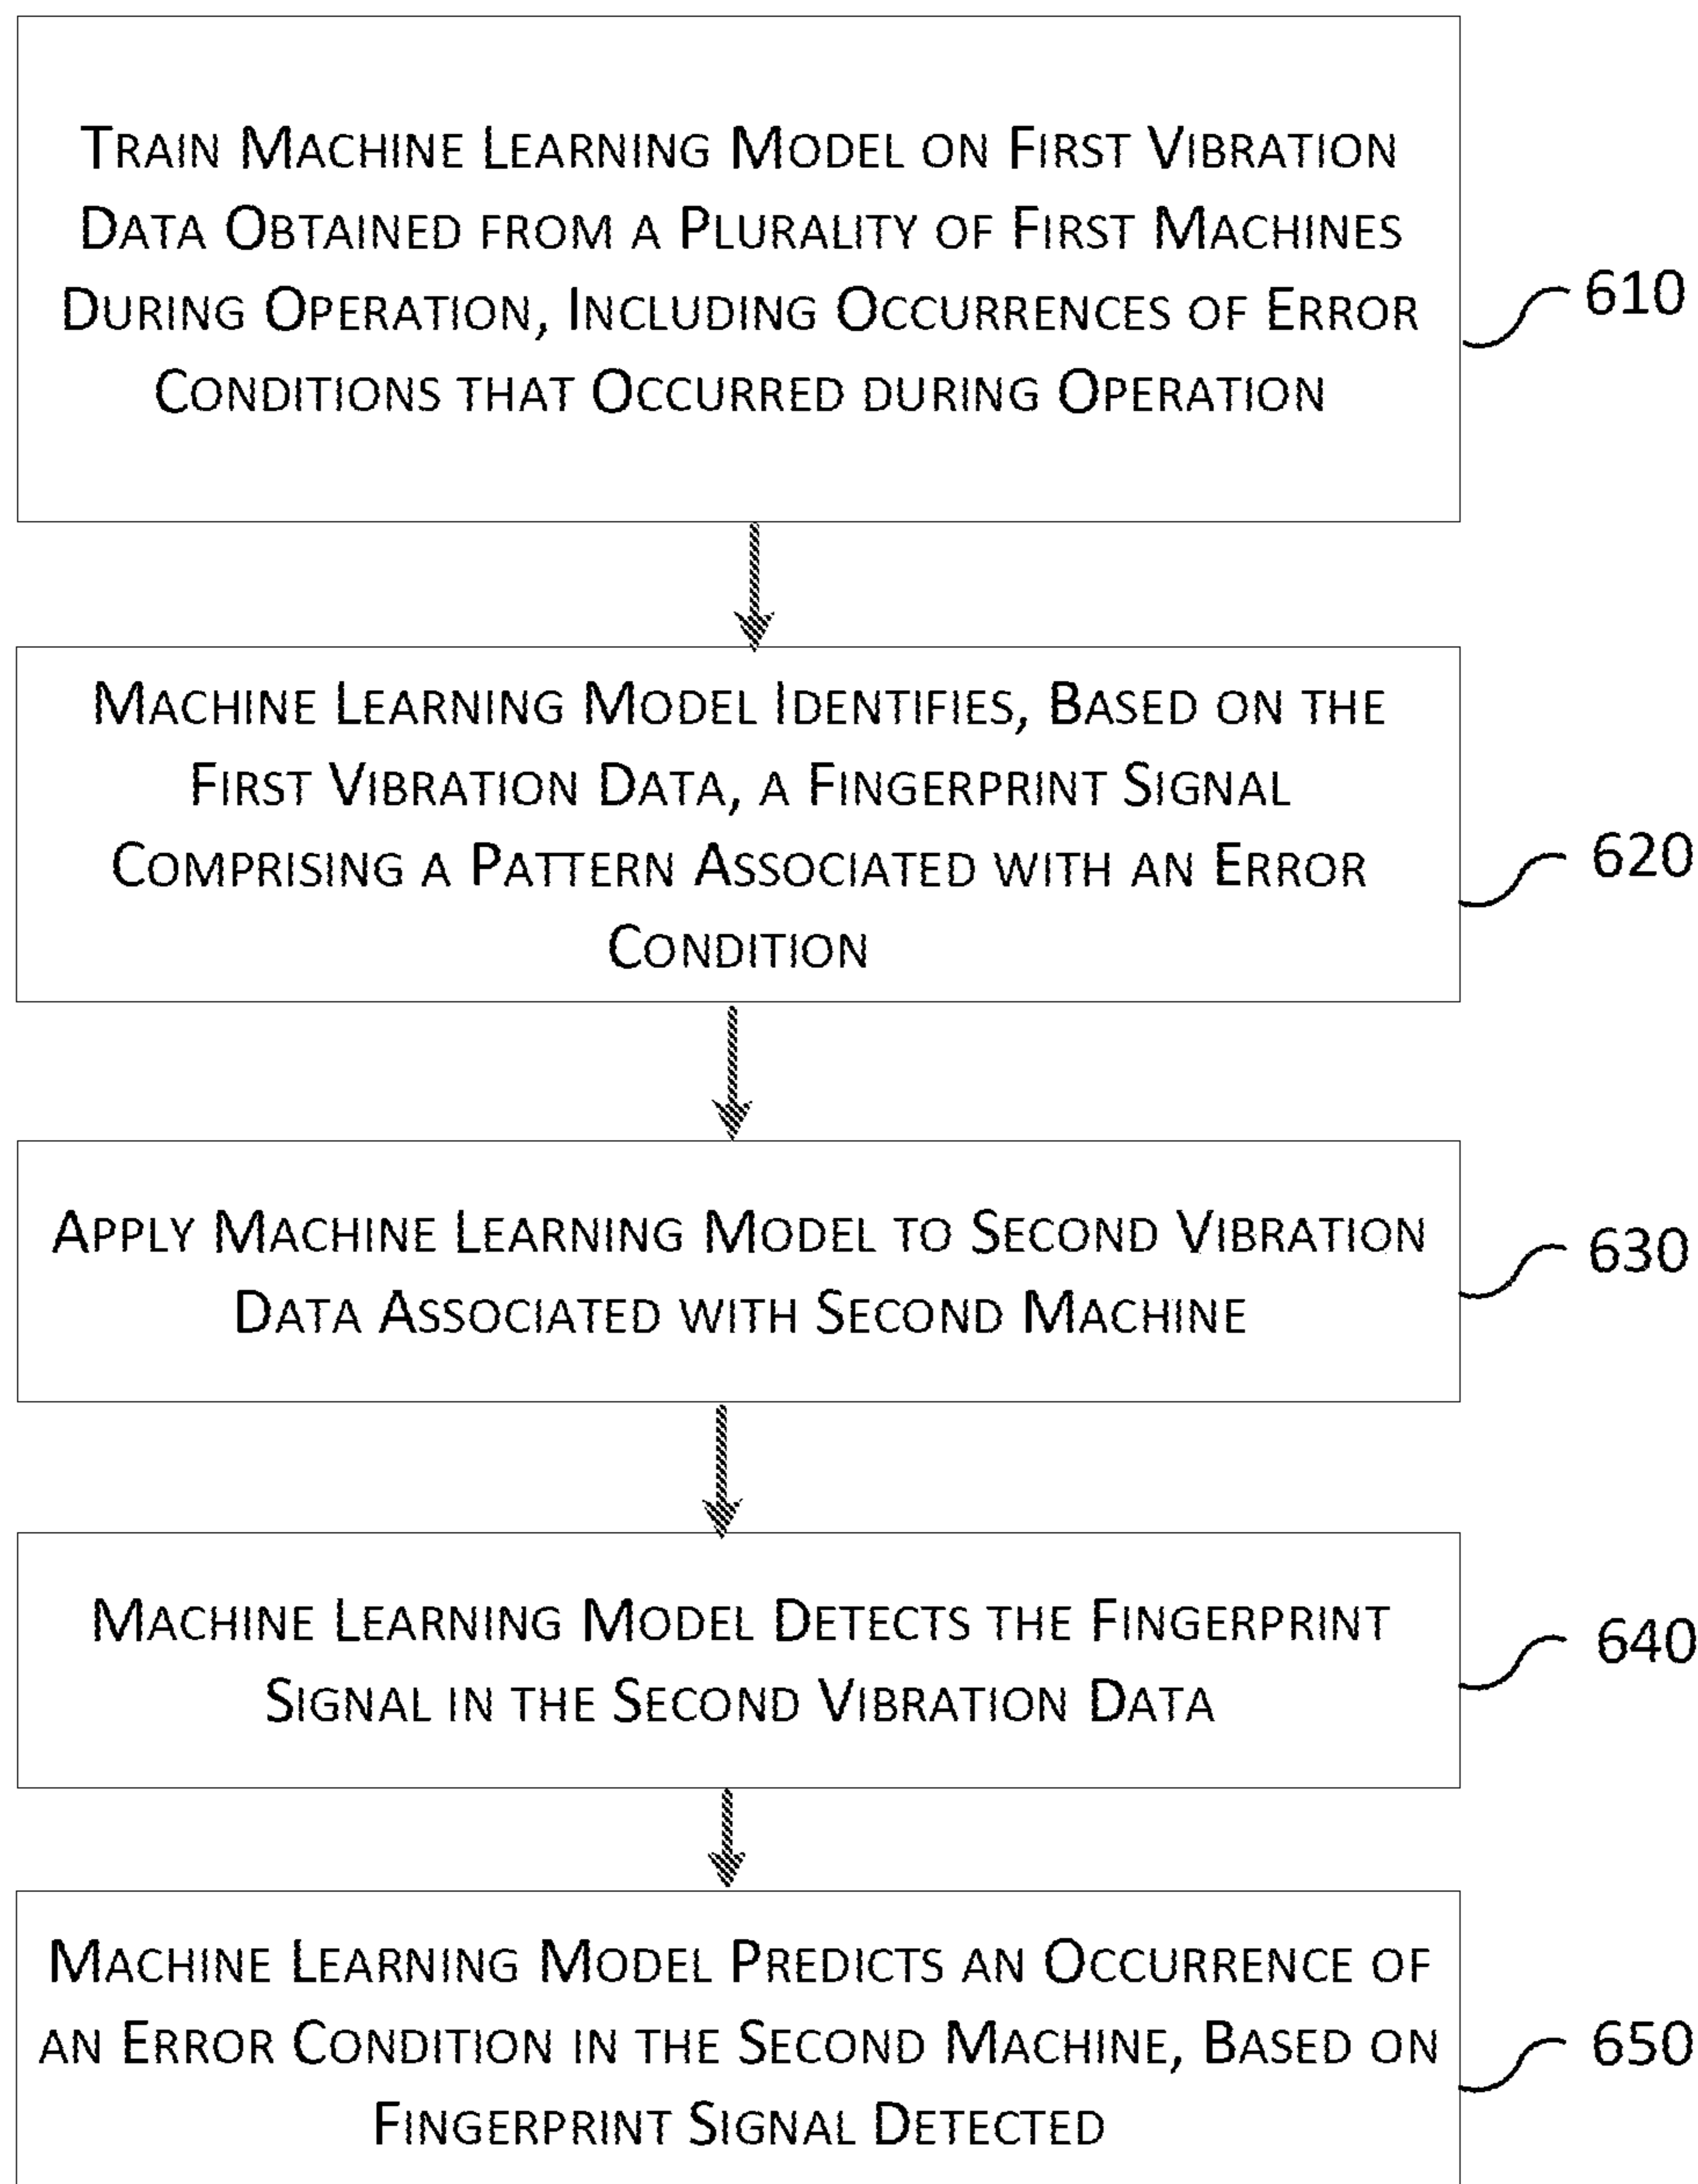 TRAIN MACHINE LEARNING MODEL ON FIRST VIBRATION
DATA OBTAINED FROM A PLURALITY OF FIRST MACHINES
DURING OPERATION, INCLUDING OCCURRENCES OF ERROR
CONDITIONS THAT OCCURRED DURING OPERATION
610
MACHINE LEARNING MODEL IDENTIFIES, BASED ON THE
FIRST VIBRATION DATA, A FINGERPRINT SIGNAL
COMPRISING A PATTERN ASSOCIATED WITH AN ERROR
CONDITION
620
APPLY MACHINE LEARNING MODEL TO SECOND VIBRATION
DATA ASSOCIATED WITH SECOND MACHINE
630
MACHINE LEARNING MODEL DETECTS THE FINGERPRINT
SIGNAL IN THE SECOND VIBRATION DATA
640
MACHINE LEARNING MODEL PREDICTS AN OCCURRENCE OF
AN ERROR CONDITION IN THE SECOND MACHINE, BASED ON
FINGERPRINT SIGNAL DETECTED
650